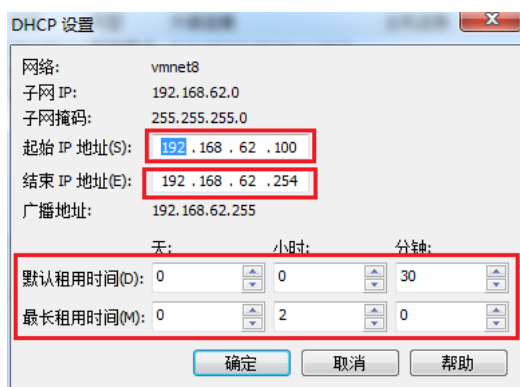 DHCP 设置
网络: vmnet8
子网 IP: 192.168.62.0
子网掩码: 255.255.255.0
起始 IP 地址(S): 192 . 168 . 62 . 100
结束 IP 地址(E): 192 . 168 . 62 . 254
广播地址: 192.168.62.255
天: 小时: 分钟:
默认租用时间(D): 0 0 30
最长租用时间(M): 0 2 0
确定 取消 帮助